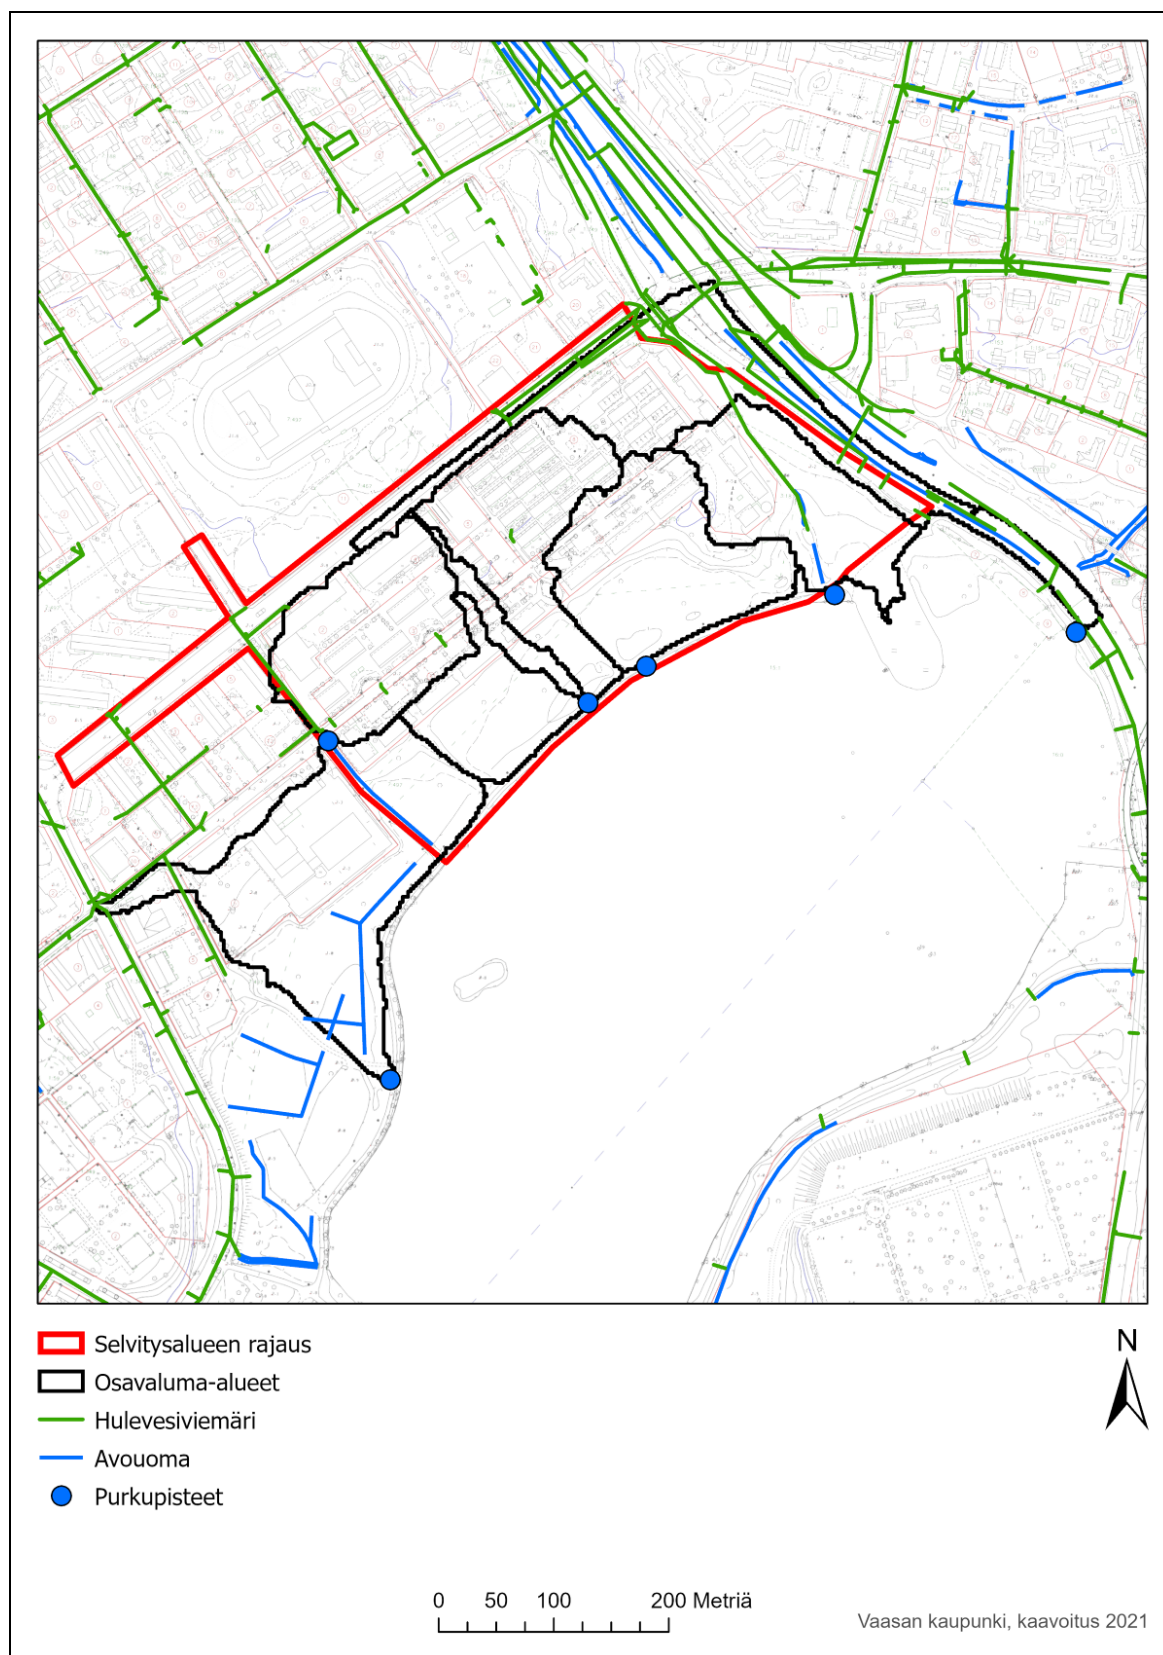 Selvitysalueen rajaus
Osavaluma-alueet
Hulevesiviemäri
Avouoma
Purkupisteet
N
0 50 100 200 Metriä
Vaasan kaupunki, kaavoitus 2021